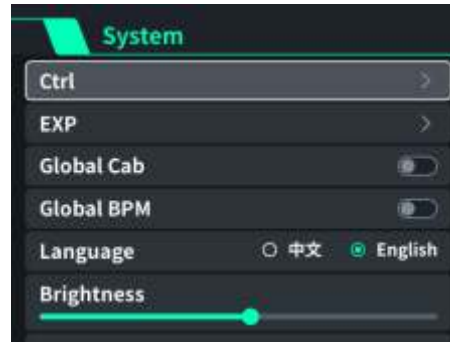 System
Ctrl
EXP
Global Cab
Global BPM
Language 中文 English
Brightness